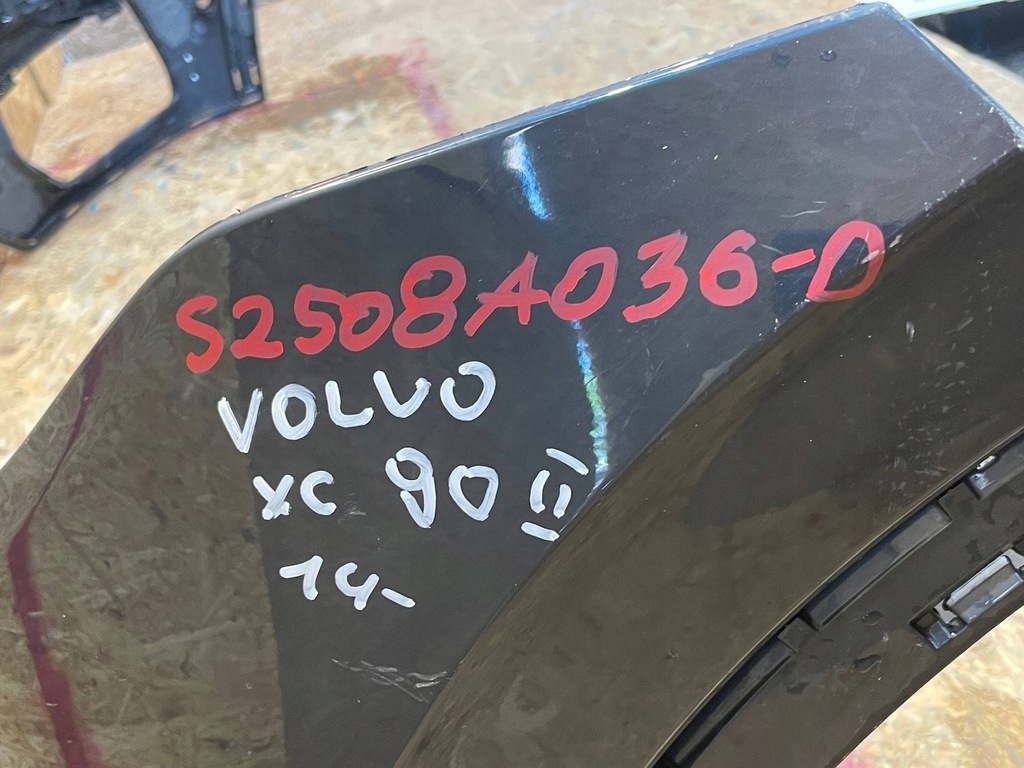 S2508A036-D
VOLVO
XC 90 II
14-